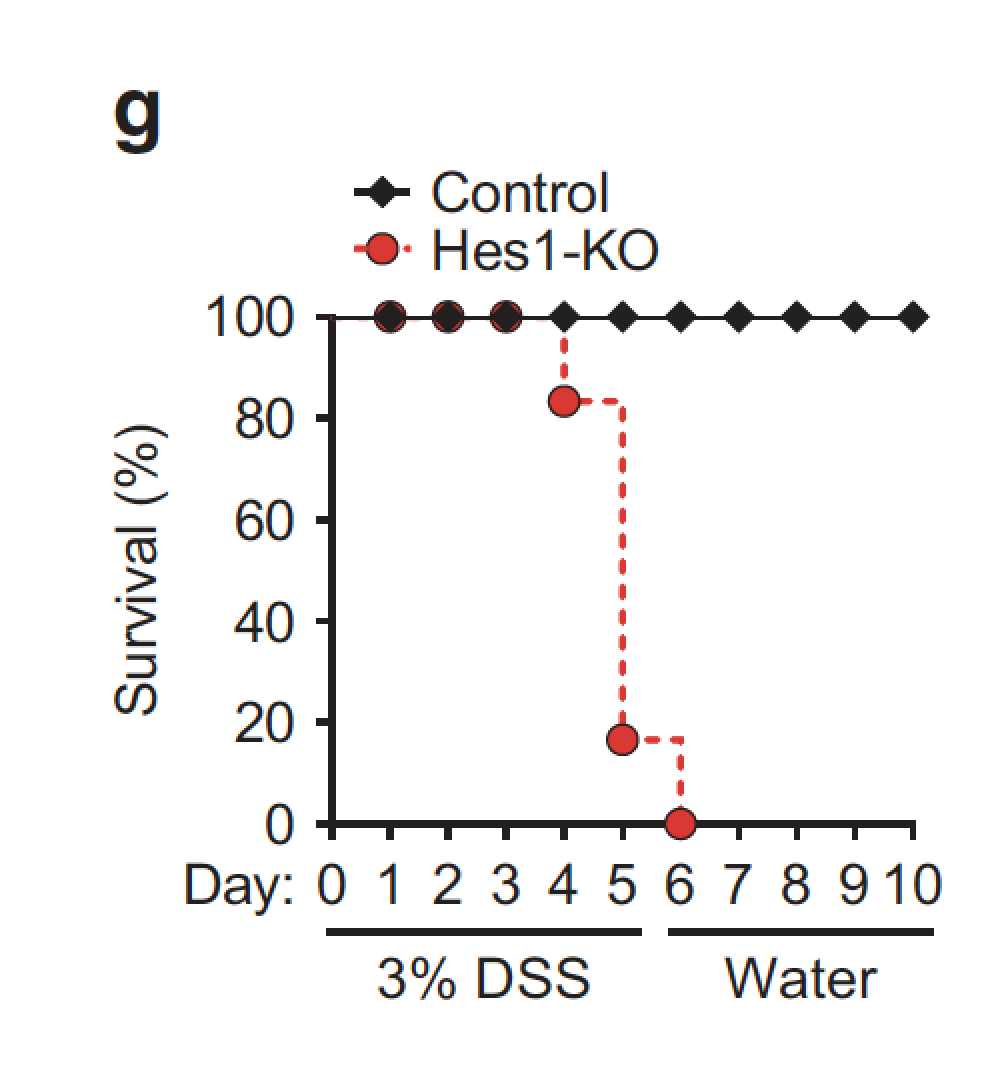 g
Control
Hes1-KO
100
80
60
40
20
0
Survival (%)
Day: 0 1 2 3 4 5 6 7 8 9 10
3% DSS Water